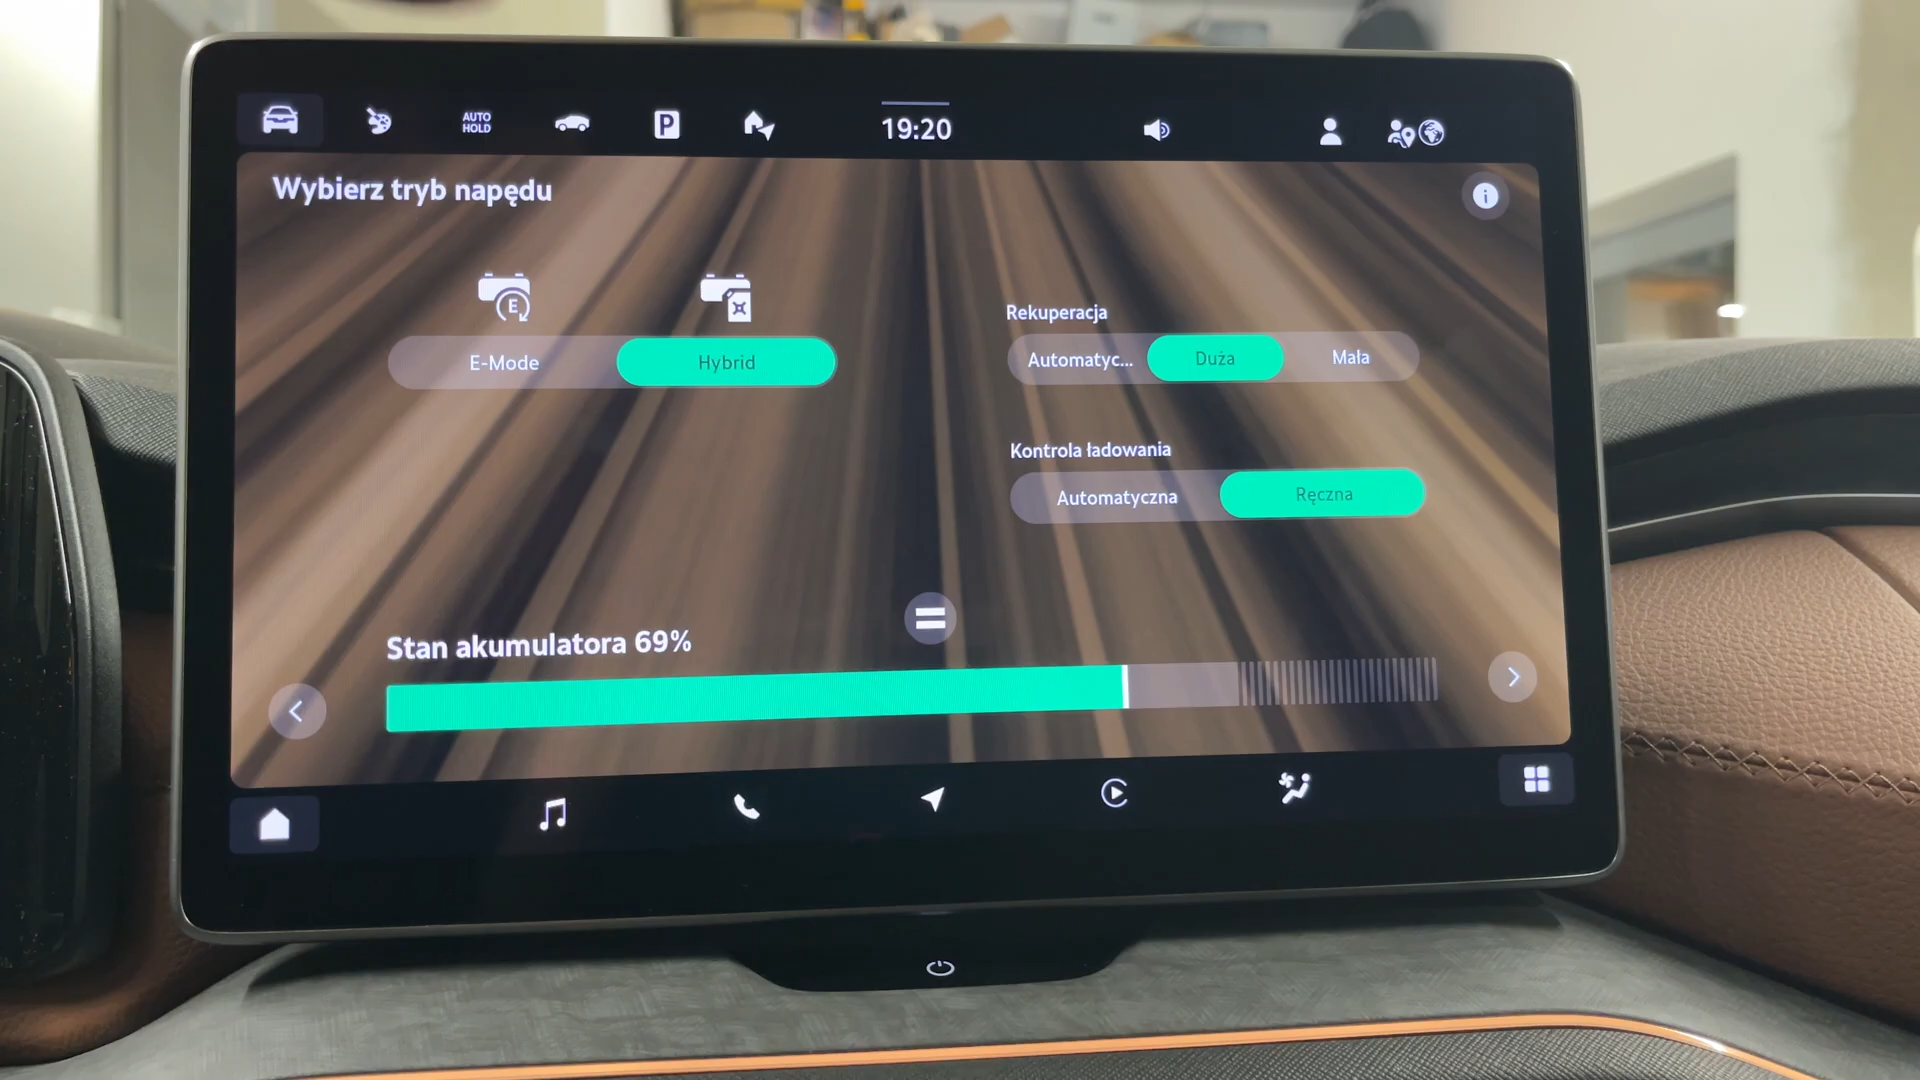 AUTO
HOLD
P
19:20
Wybierz tryb napędu
i
E
E-Mode
Hybrid
Rekuperacja
Automatyc...
Duża
Mała
Kontrola ładowania
Automatyczna
Ręczna
Stan akumulatora 69%